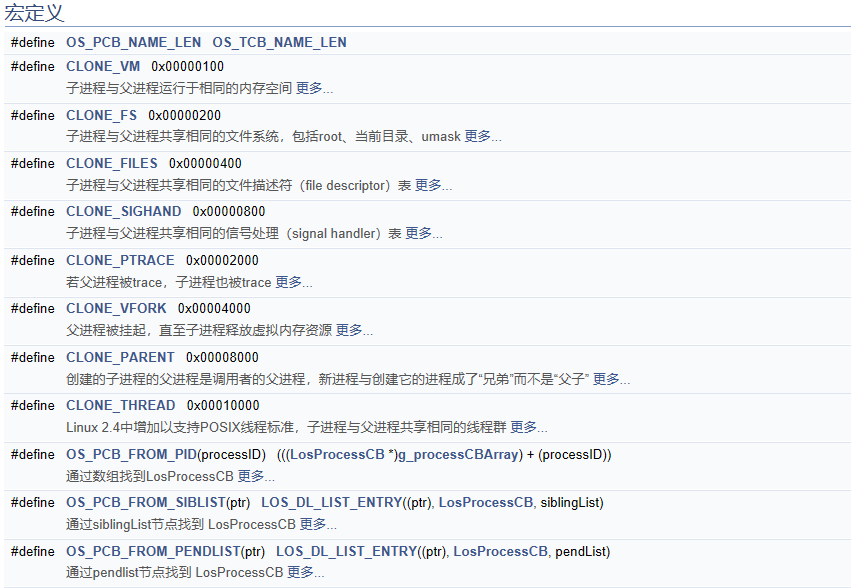 宏定义
#define OS_PCB_NAME_LEN OS_TCB_NAME_LEN
#define CLONE_VM 0x00000100
子进程与父进程运行于相同的内存空间 更多...
#define CLONE_FS 0x00000200
子进程与父进程共享相同的文件系统，包括root、当前目录、umask 更多...
#define CLONE_FILES 0x00000400
子进程与父进程共享相同的文件描述符（file descriptor）表 更多...
#define CLONE_SIGHAND 0x00000800
子进程与父进程共享相同的信号处理（signal handler）表 更多...
#define CLONE_PTRACE 0x00002000
若父进程被trace，子进程也被trace 更多...
#define CLONE_VFORK 0x00004000
父进程被挂起，直至子进程释放虚拟内存资源 更多...
#define CLONE_PARENT 0x00008000
创建的子进程的父进程是调用者的父进程，新进程与创建它的进程成了“兄弟”而不是“父子” 更多...
#define CLONE_THREAD 0x00010000
Linux 2.4中增加以支持POSIX线程标准，子进程与父进程共享相同的线程群 更多...
#define OS_PCB_FROM_PID(processID) (((LosProcessCB *)g_processCBArray) + (processID))
通过数组找到LosProcessCB 更多...
#define OS_PCB_FROM_SIBLIST(ptr) LOS_DL_LIST_ENTRY((ptr), LosProcessCB, siblingList)
通过siblingList节点找到 LosProcessCB 更多...
#define OS_PCB_FROM_PENDLIST(ptr) LOS_DL_LIST_ENTRY((ptr), LosProcessCB, pendList)
通过pendlist节点找到 LosProcessCB 更多...